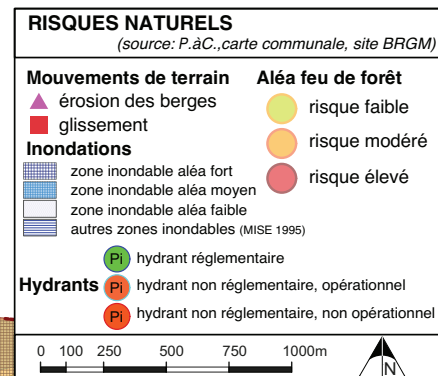 RISQUES NATURELS
(source: P.àC.,carte communale, site BRGM)
Mouvements de terrain
érosion des berges
glissement
Inondations
zone inondable aléa fort
zone inondable aléa moyen
zone inondable aléa faible
autres zones inondables (MISE 1995)
Aléa feu de forêt
risque faible
risque modéré
risque élevé
Hydrants
Pi hydrant réglementaire
Pi hydrant non réglementaire, opérationnel
Pi hydrant non réglementaire, non opérationnel
0 100 250 500 750 1000m
N